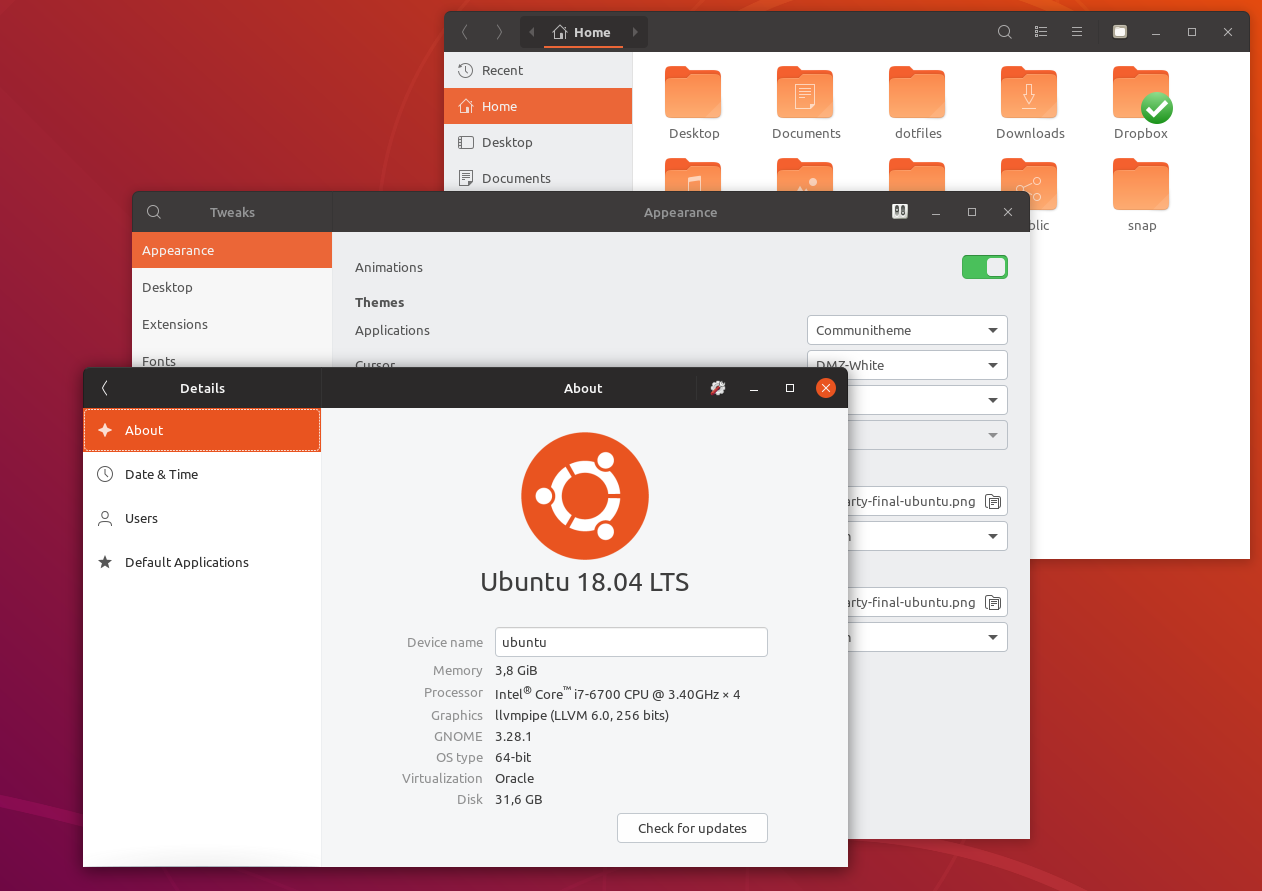 Home
Recent
Home
Desktop
Documents
Desktop
Documents
dotfiles
Downloads
Dropbox
snap
Tweaks
Appearance
Appearance
Desktop
Extensions
Fonts
Animations
Themes
Applications
Communitheme
Cursor
DMZ-White
arty-final-ubuntu.png
arty-final-ubuntu.png
Details
About
About
Date & Time
Users
Default Applications
Ubuntu 18.04 LTS
Device name ubuntu
Memory 3,8 GiB
Processor Intel® Core™ i7-6700 CPU @ 3.40GHz × 4
Graphics llvmpipe (LLVM 6.0, 256 bits)
GNOME 3.28.1
OS type 64-bit
Virtualization Oracle
Disk 31,6 GB
Check for updates